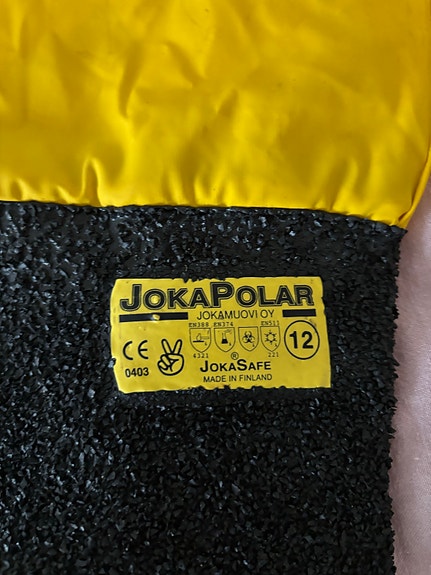 JOKAPOLAR
JOKAMUOVI OY
EN388 EN374 EN511
12
4321 221
CE
0403
®
JOKASAFE
MADE IN FINLAND